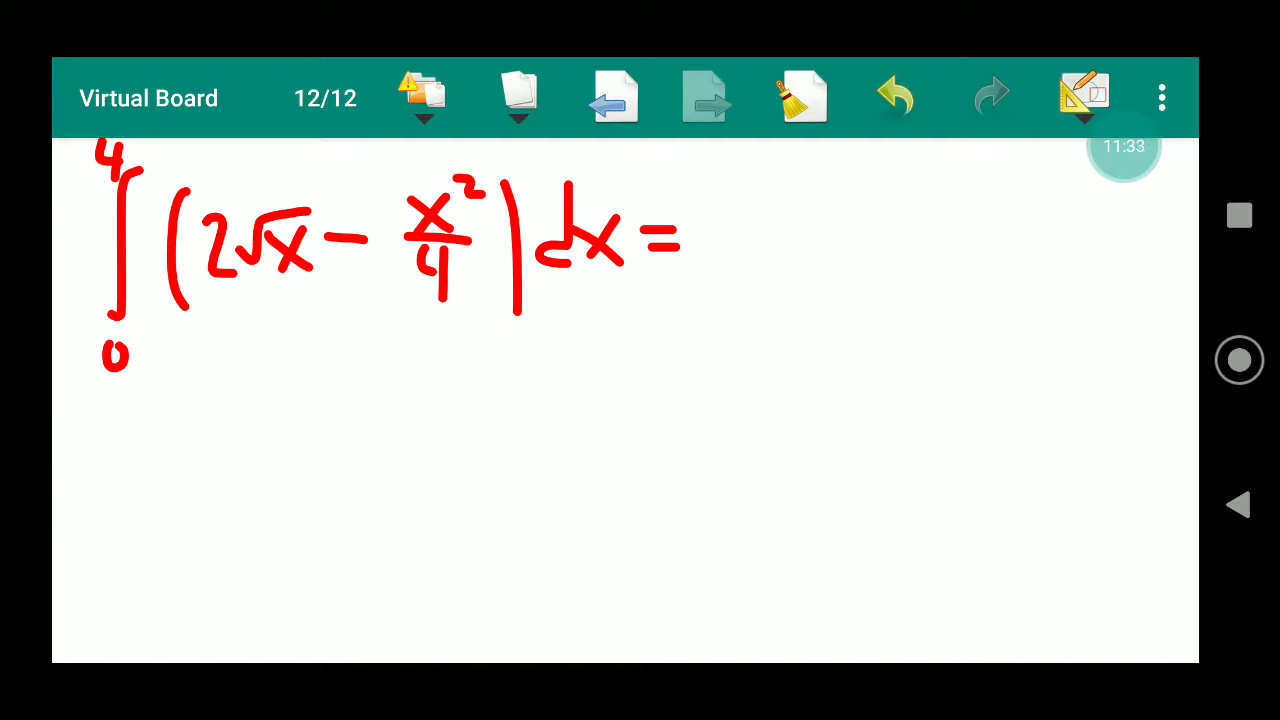 Virtual Board 12/12
11:33
4
∫ (2√x − x²/4) dx =
0